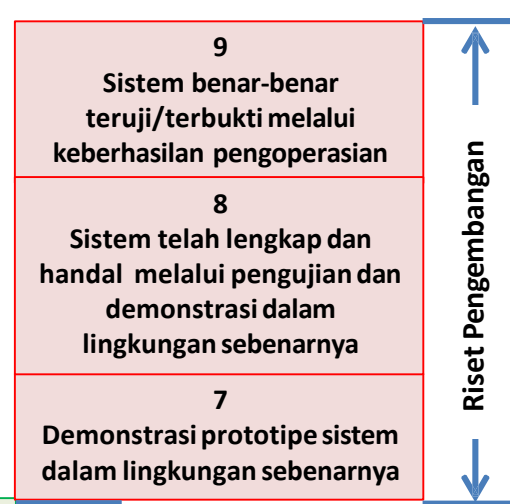 9
Sistem benar-benar
teruji/terbukti melalui
keberhasilan pengoperasian
8
Sistem telah lengkap dan
handal melalui pengujian dan
demonstrasi dalam
lingkungan sebenarnya
7
Demonstrasi prototipe sistem
dalam lingkungan sebenarnya
Riset Pengembangan